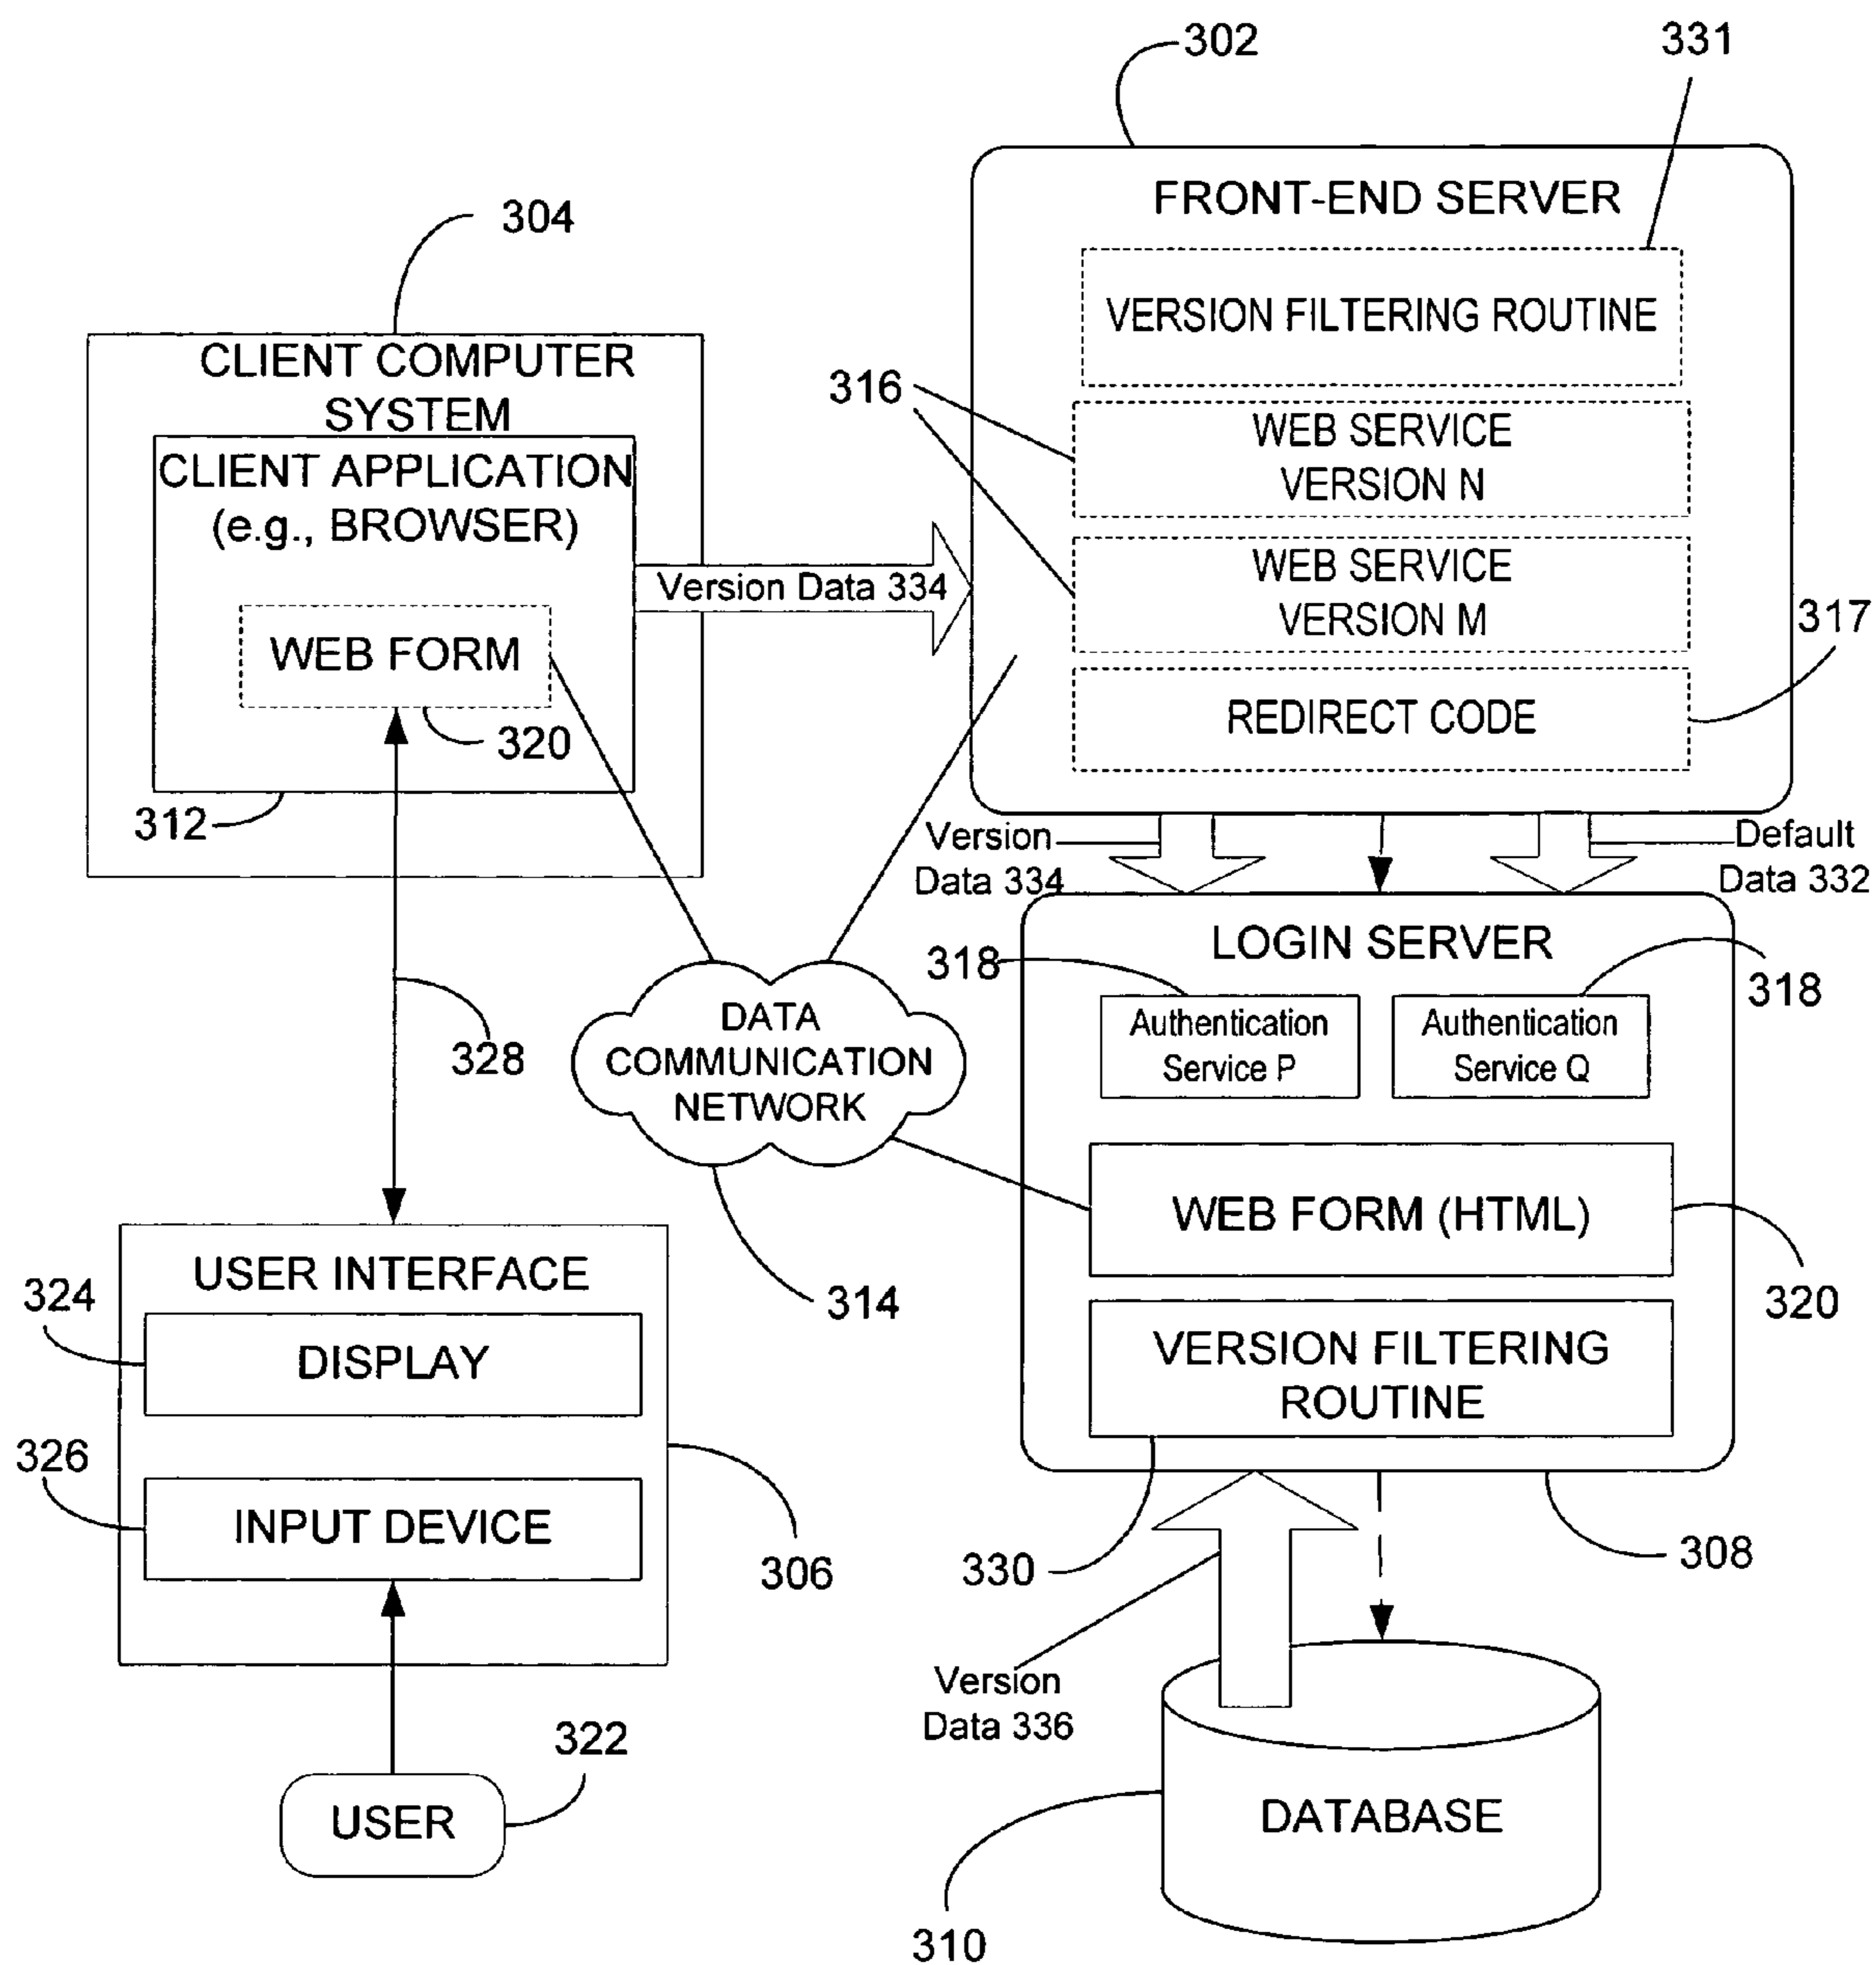 302
331
FRONT-END SERVER
304
VERSION FILTERING ROUTINE
CLIENT COMPUTER
SYSTEM
316
WEB SERVICE
VERSION N
CLIENT APPLICATION
(e.g., BROWSER)
Version Data 334
WEB SERVICE
VERSION M
317
WEB FORM
320
REDIRECT CODE
312
Version
Data 334
Default
Data 332
LOGIN SERVER
318
318
Authentication
Service P
Authentication
Service Q
328
DATA
COMMUNICATION
NETWORK
WEB FORM (HTML)
320
314
USER INTERFACE
324
DISPLAY
VERSION FILTERING
ROUTINE
326
INPUT DEVICE
306
330
308
Version
Data 336
322
USER
DATABASE
310